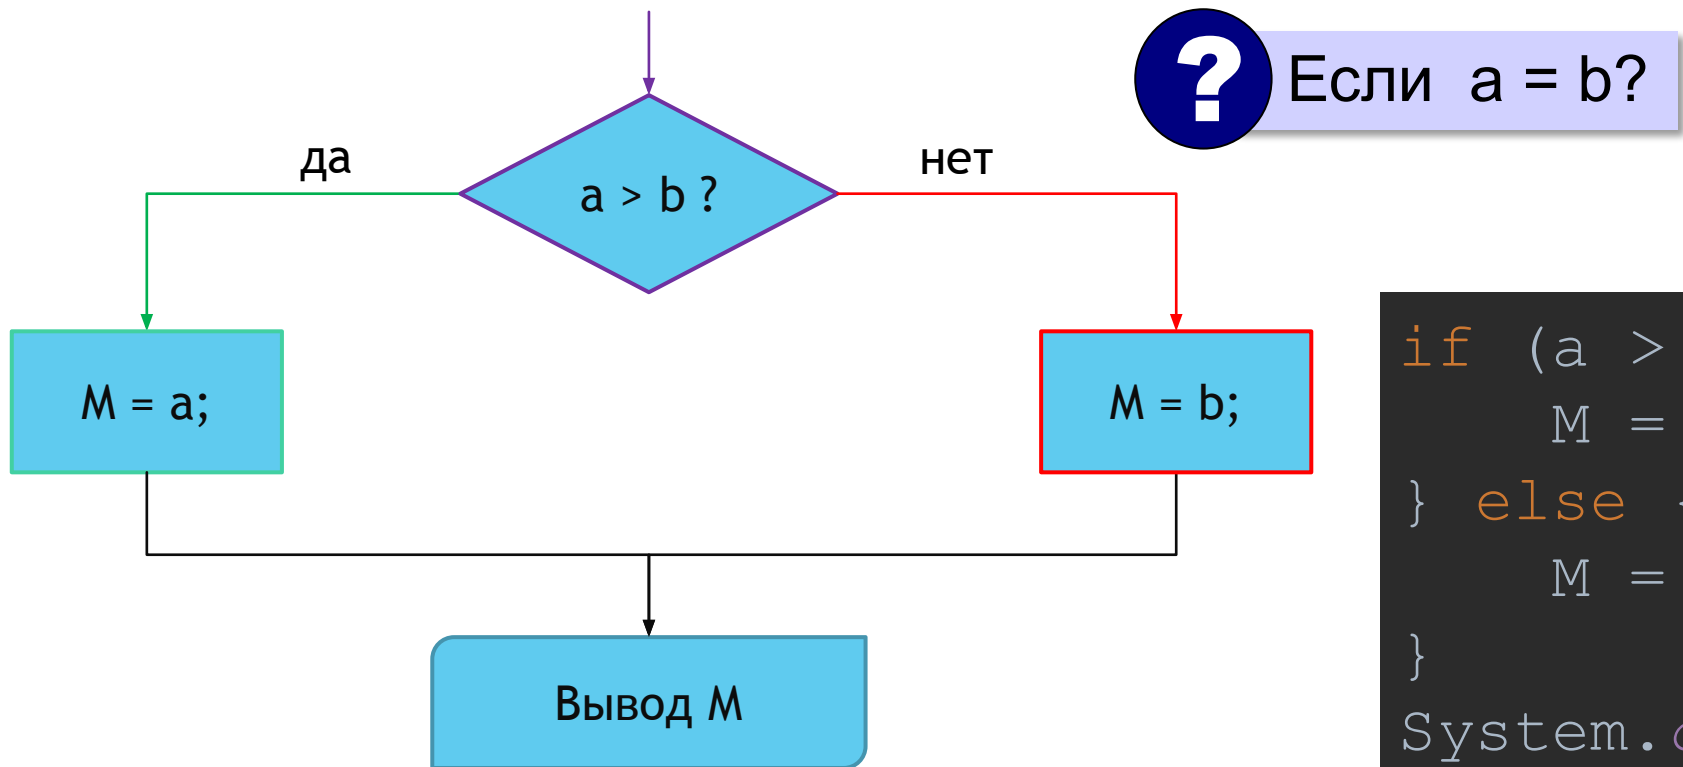 ? Если a = b?
да
нет
a > b ?
M = a;
M = b;
Вывод M
if (a >
M =
} else {
M =
}
System.